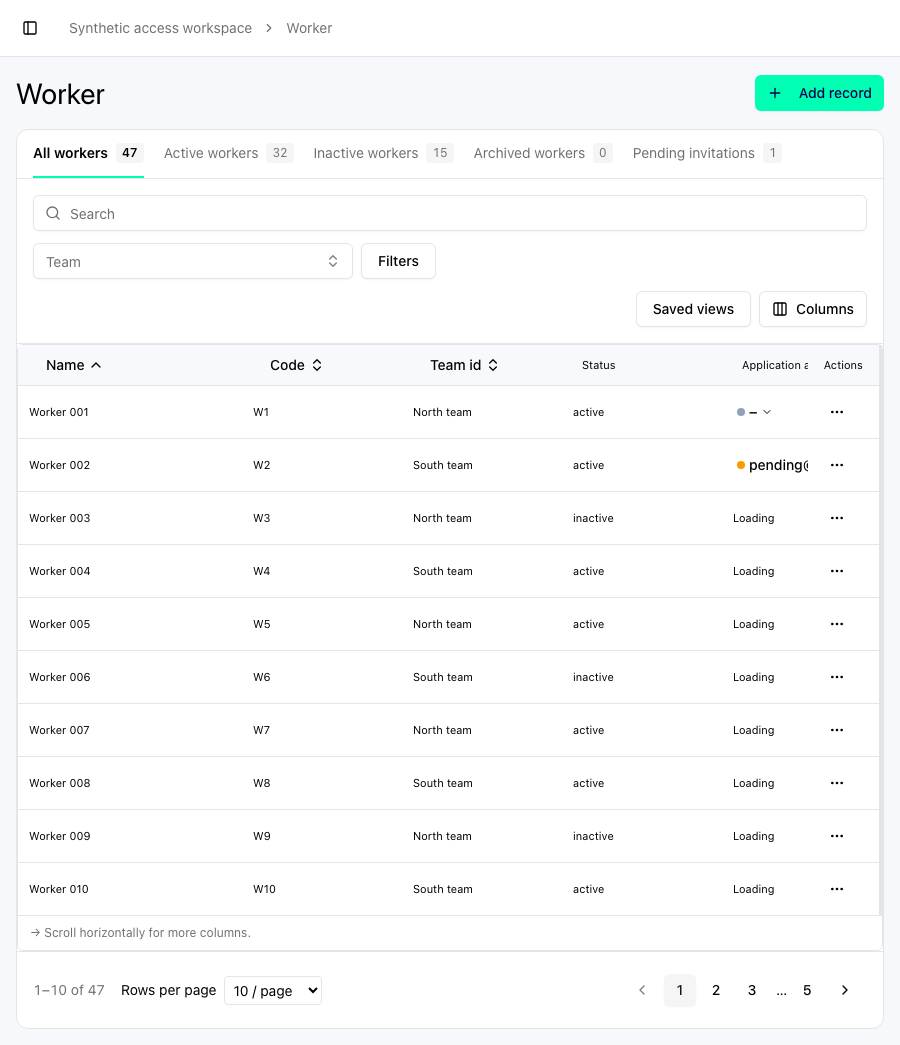 Synthetic access workspace > Worker
Worker
+ Add record
All workers 47 Active workers 32 Inactive workers 15 Archived workers 0 Pending invitations 1
Search
Team Filters
Saved views Columns
Name Code Team id Status Application a Actions
Worker 001 W1 North team active – ...
Worker 002 W2 South team active pending@ ...
Worker 003 W3 North team inactive Loading ...
Worker 004 W4 South team active Loading ...
Worker 005 W5 North team active Loading ...
Worker 006 W6 South team inactive Loading ...
Worker 007 W7 North team active Loading ...
Worker 008 W8 South team active Loading ...
Worker 009 W9 North team inactive Loading ...
Worker 010 W10 South team active Loading ...
→ Scroll horizontally for more columns.
1–10 of 47 Rows per page 10 / page < 1 2 3 ... 5 >